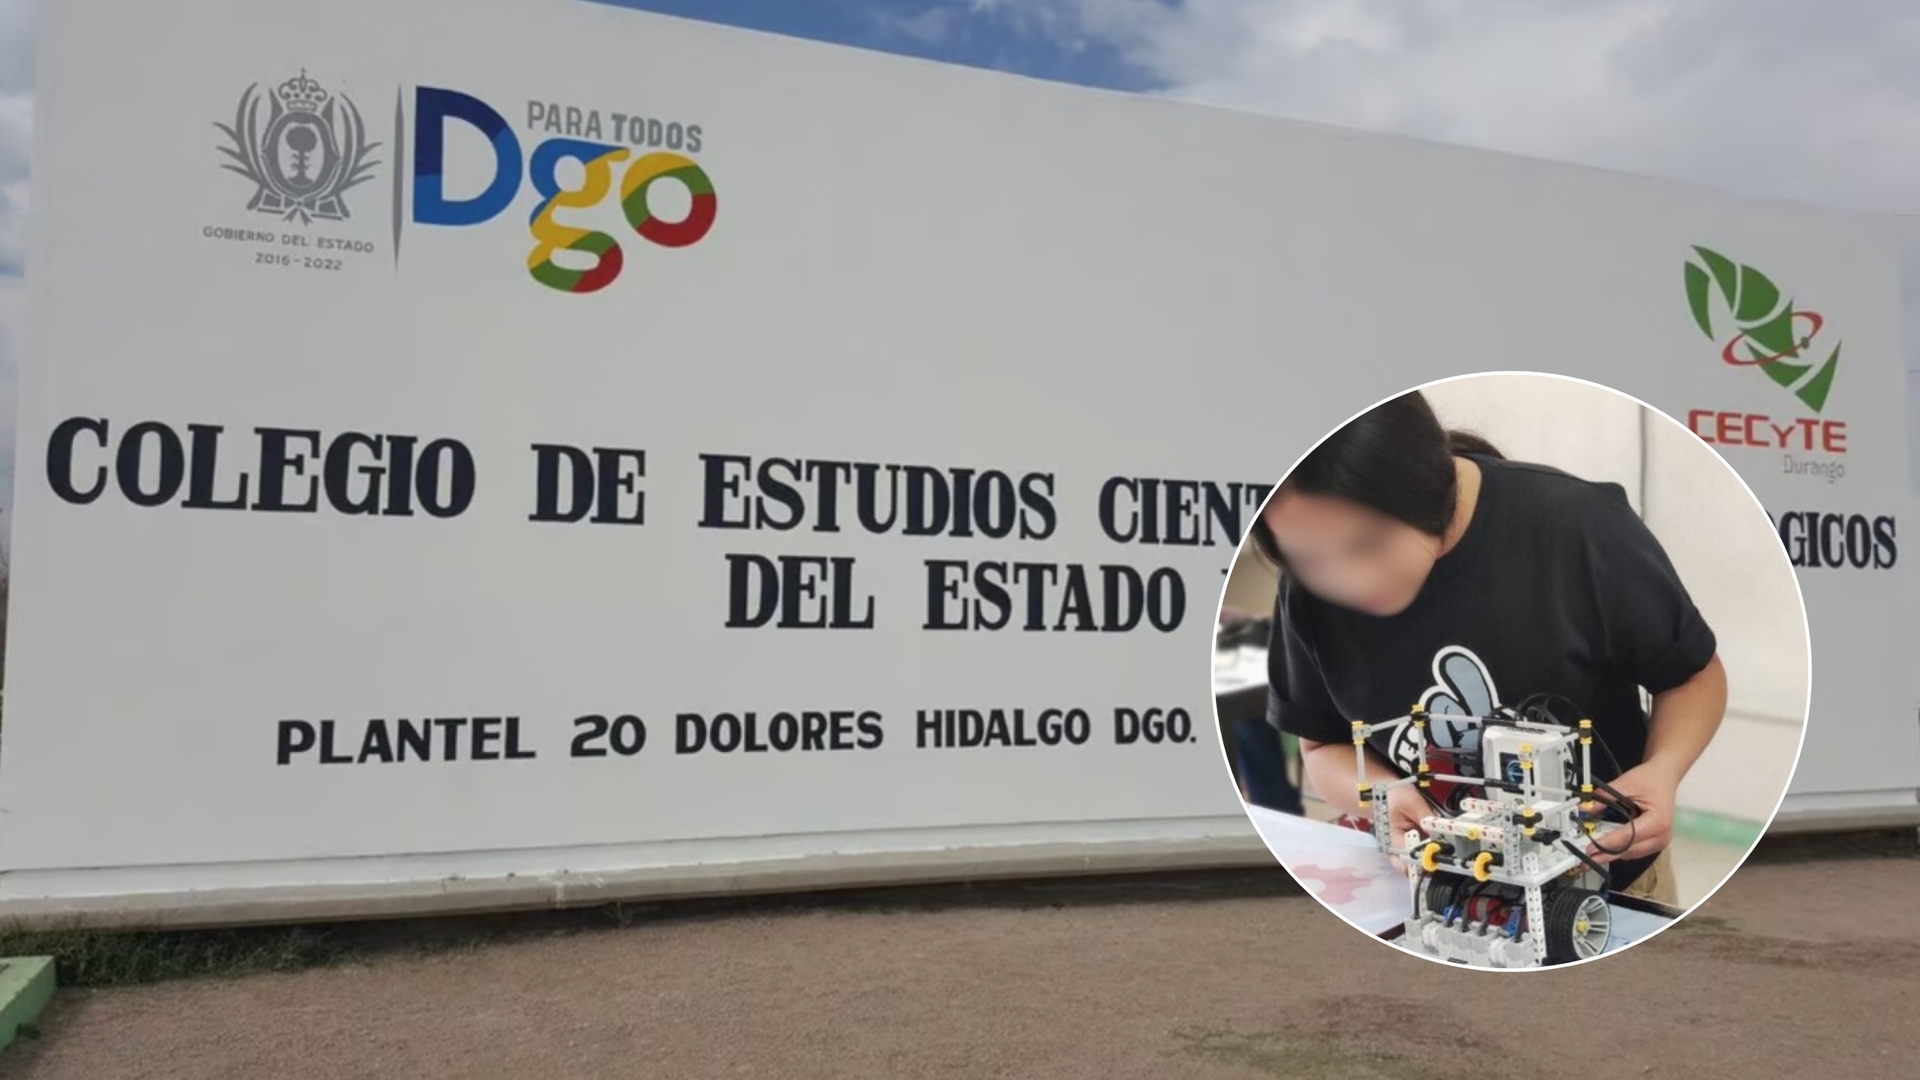 PARA TODOS
Dgo
GOBIERNO DEL ESTADO
2016-2022
CECyTE
Durango
COLEGIO DE ESTUDIOS CIENT GICOS
DEL ESTADO
PLANTEL 20 DOLORES HIDALGO DGO.